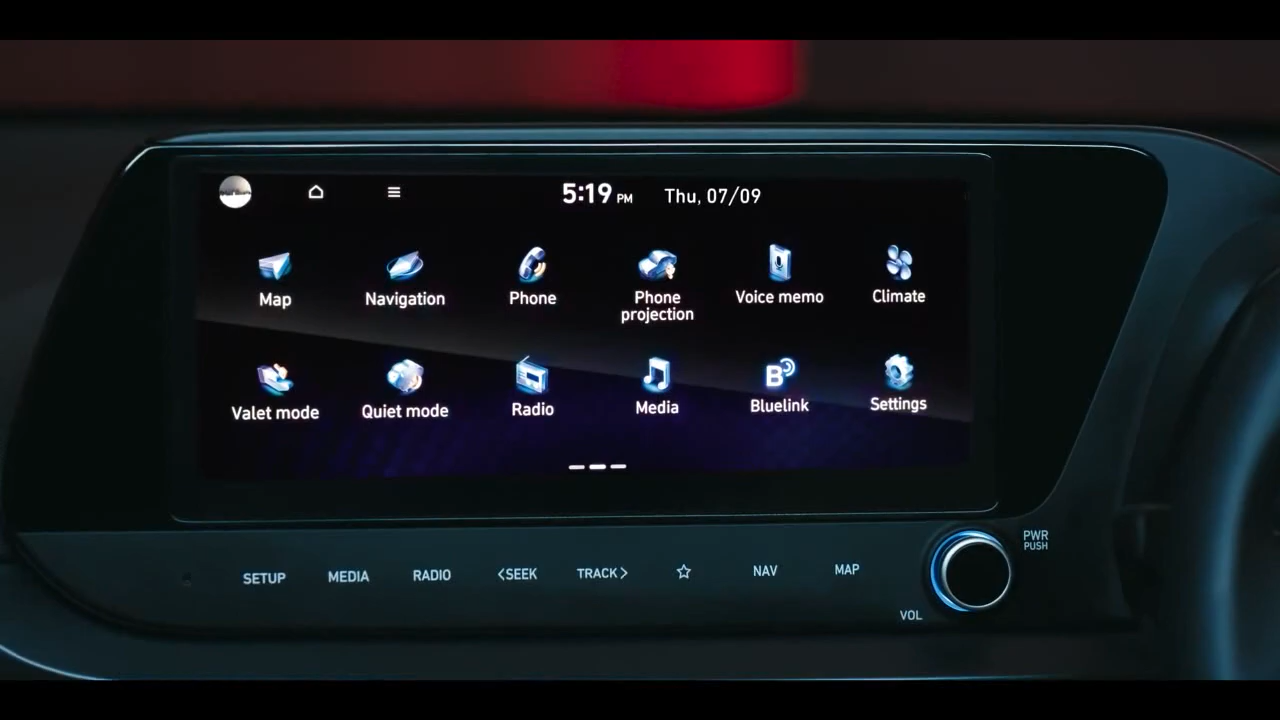 5:19 PM Thu, 07/09
Map Navigation Phone Phone projection Voice memo Climate
Valet mode Quiet mode Radio Media Bluelink Settings
SETUP MEDIA RADIO <SEEK TRACK> ☆ NAV MAP
PWR
PUSH
VOL